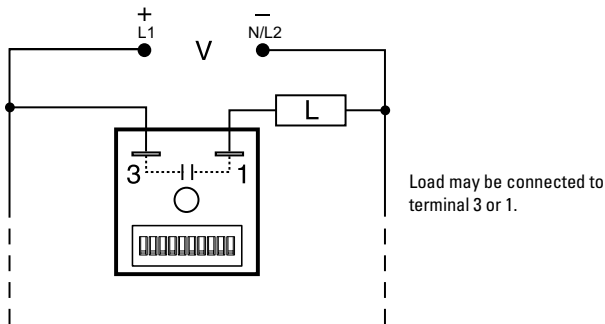 + –
L1 V N/L2
L
3 1
Load may be connected to
terminal 3 or 1.